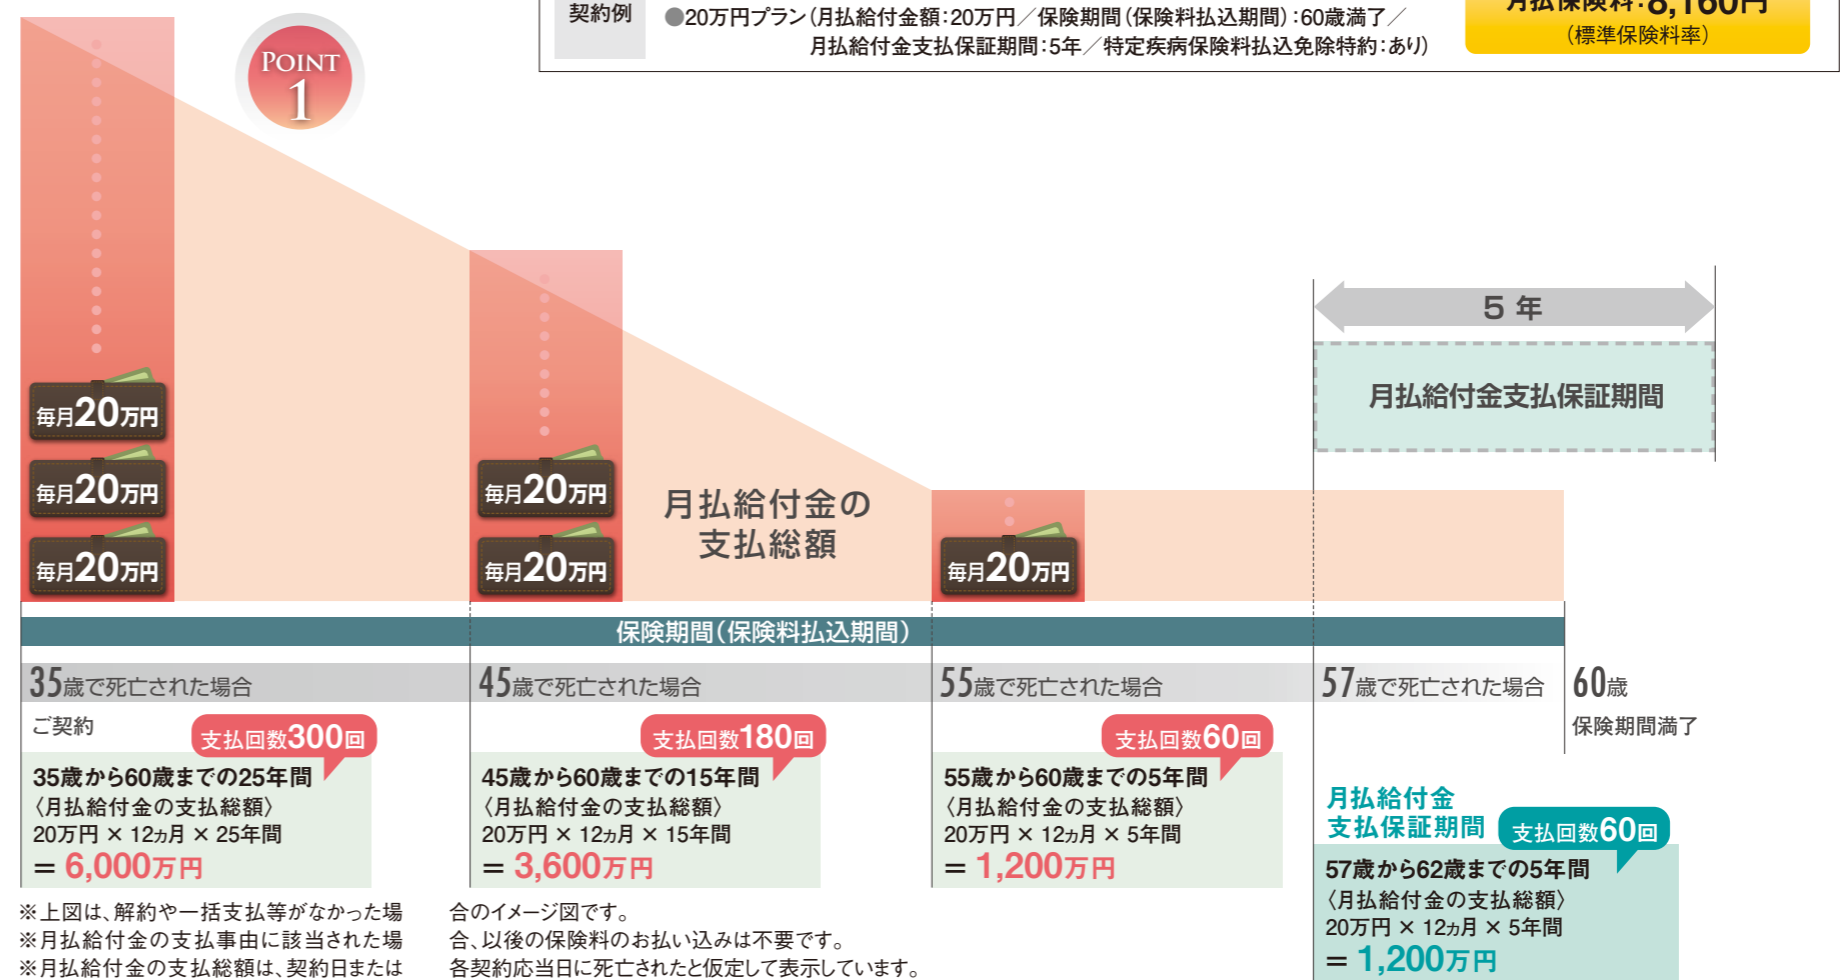 契約例
●20万円プラン(月払給付金額:20万円/保険期間(保険料払込期間):60歳満了/
月払給付金支払保証期間:5年/特定疾病保険料払込免除特約:あり)
月払保険料:8,160円
(標準保険料率)
POINT
1
5 年
月払給付金支払保証期間
毎月20万円
毎月20万円
毎月20万円
毎月20万円
毎月20万円
月払給付金の
支払総額
毎月20万円
保険期間(保険料払込期間)
35歳で死亡された場合
45歳で死亡された場合
55歳で死亡された場合
57歳で死亡された場合
60歳
ご契約
保険期間満了
支払回数300回
35歳から60歳までの25年間
〈月払給付金の支払総額〉
20万円 × 12ヵ月 × 25年間
= 6,000万円
支払回数180回
45歳から60歳までの15年間
〈月払給付金の支払総額〉
20万円 × 12ヵ月 × 15年間
= 3,600万円
支払回数60回
55歳から60歳までの5年間
〈月払給付金の支払総額〉
20万円 × 12ヵ月 × 5年間
= 1,200万円
月払給付金
支払保証期間
支払回数60回
57歳から62歳までの5年間
〈月払給付金の支払総額〉
20万円 × 12ヵ月 × 5年間
= 1,200万円
※上図は、解約や一括支払等がなかった場合のイメージ図です。
※月払給付金の支払事由に該当された場合、以後の保険料のお払い込みは不要です。
※月払給付金の支払総額は、契約日または各契約応当日に死亡されたと仮定して表示しています。